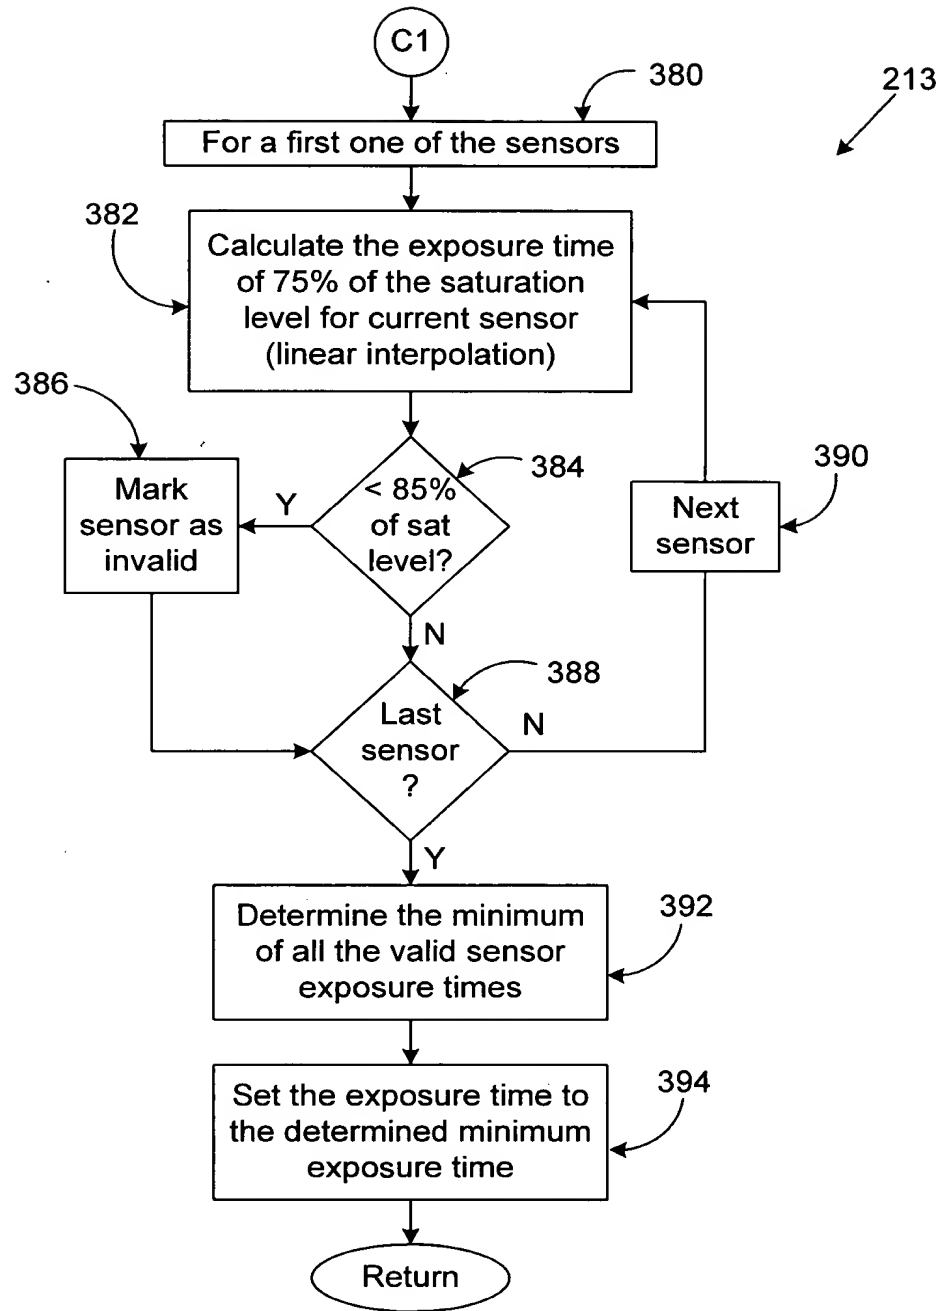 C1
380
213
For a first one of the sensors
382
Calculate the exposure time
of 75% of the saturation
level for current sensor
(linear interpolation)
386
384
390
Mark
sensor as
invalid
Y
< 85%
of sat
level?
Next
sensor
N
388
Last
sensor
?
N
Y
392
Determine the minimum
of all the valid sensor
exposure times
394
Set the exposure time to
the determined minimum
exposure time
Return